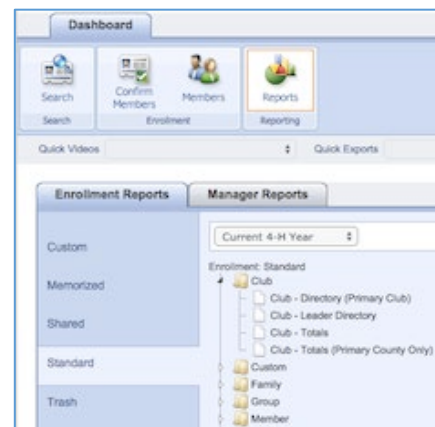 Dashboard
Search
Confirm Members
Members
Reports
Search
Enrollment
Reporting
Quick Videos
Quick Exports
Enrollment Reports
Manager Reports
Custom
Memorized
Shared
Standard
Trash
Current 4-H Year
Enrollment: Standard
Club
Club - Directory (Primary Club)
Club - Leader Directory
Club - Totals
Club - Totals (Primary County Only)
Custom
Family
Group
Member